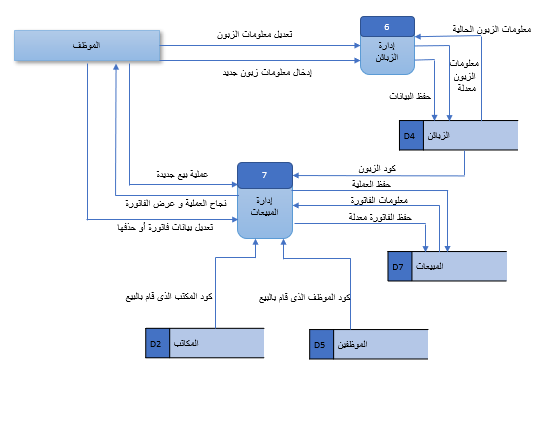 6
معلومات الزبون الحالية
تعديل معلومات الزبون
إدارة
الزبائن
الموظف
معلومات
الزبون
معدلة
إدخال معلومات زبون جديد
حفظ البيانات
D4
الزبائن
كود الزبون
7
عملية بيع جديدة
حفظ العملية
إدارة
المبيعات
معلومات الفاتورة
نجاح العملية و عرض الفاتورة
حفظ الفاتورة معدلة
تعديل بيانات فاتورة أو حذفها
D7
المبيعات
كود المكتب الذى قام بالبيع
كود الموظف الذى قام بالبيع
D2
المكاتب
D5
الموظفين